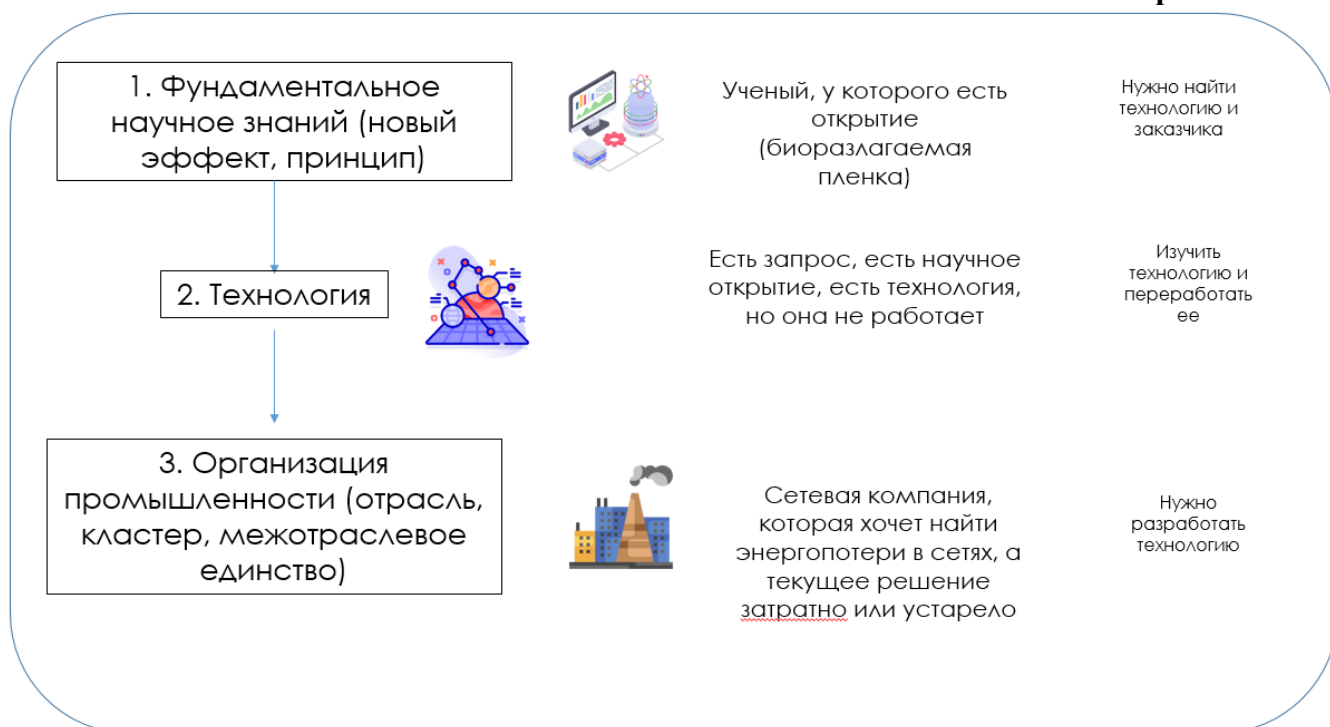 1. Фундаментальное
научное знаний (новый
эффект, принцип)
Ученый, у которого есть
открытие
(биоразлагаемая
пленка)
Нужно найти
технологию и
заказчика
2. Технология
Есть запрос, есть научное
открытие, есть технология,
но она не работает
Изучить
технологию и
переработать
ее
3. Организация
промышленности (отрасль,
кластер, межотраслевое
единство)
Сетевая компания,
которая хочет найти
энергопотери в сетях, а
текущее решение
затратно или устарело
Нужно
разработать
технологию